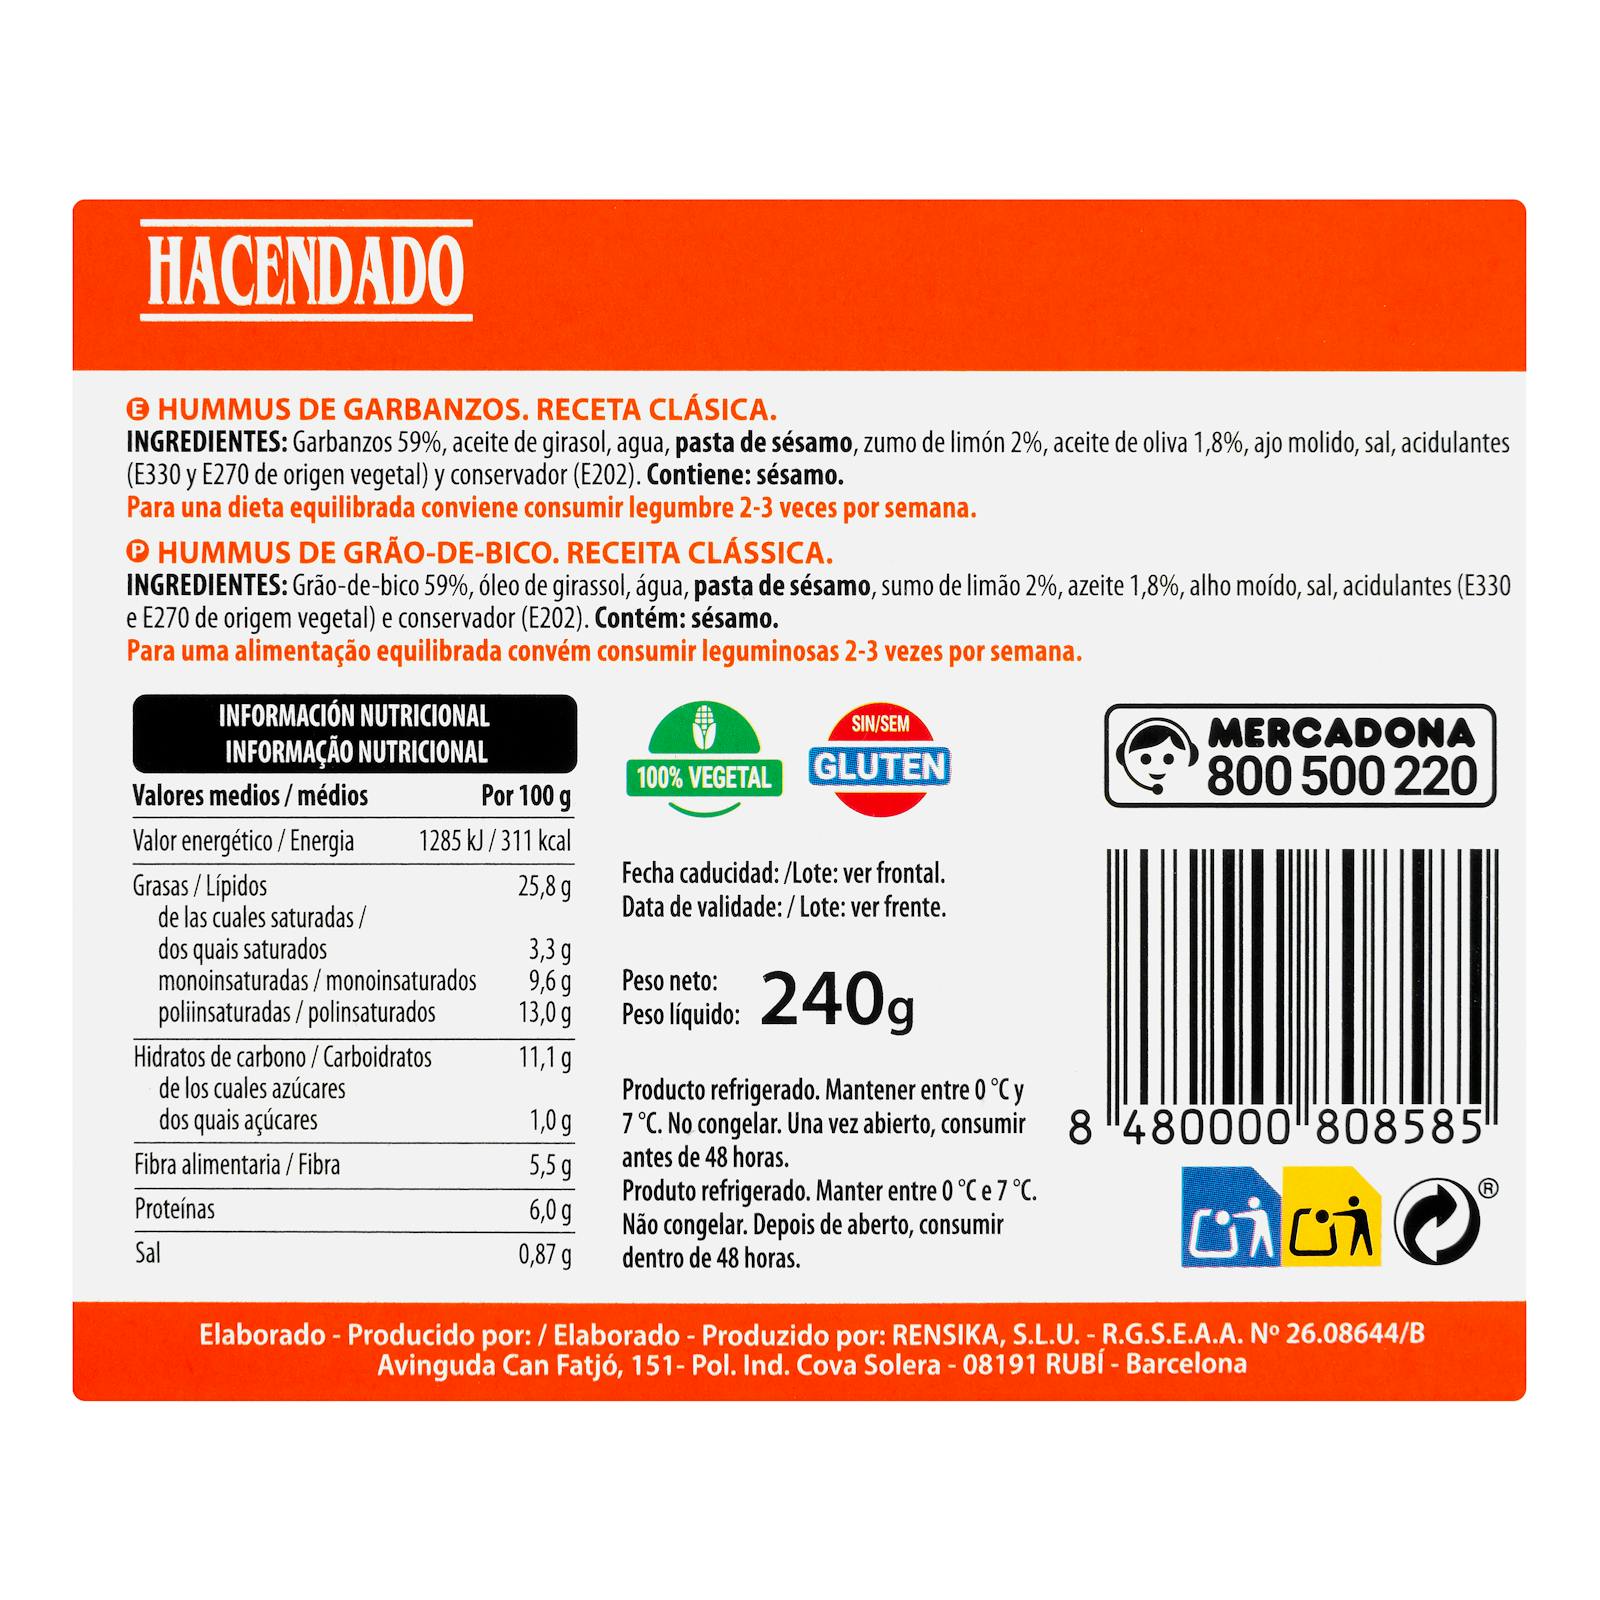 HACENDADO
E HUMMUS DE GARBANZOS. RECETA CLÁSICA.
INGREDIENTES: Garbanzos 59%, aceite de girasol, agua, pasta de sésamo, zumo de limón 2%, aceite de oliva 1,8%, ajo molido, sal, acidulantes
(E330 y E270 de origen vegetal) y conservador (E202). Contiene: sésamo.
Para una dieta equilibrada conviene consumir legumbre 2-3 veces por semana.
P HUMMUS DE GRÃO-DE-BICO. RECEITA CLÁSSICA.
INGREDIENTES: Grão-de-bico 59%, óleo de girassol, água, pasta de sésamo, sumo de limão 2%, azeite 1,8%, alho moído, sal, acidulantes (E330
e E270 de origem vegetal) e conservador (E202). Contém: sésamo.
Para uma alimentação equilibrada convém consumir leguminosas 2-3 vezes por semana.
INFORMACIÓN NUTRICIONAL
INFORMAÇÃO NUTRICIONAL
Valores medios / médios Por 100 g
Valor energético / Energia 1285 kJ / 311 kcal
Grasas / Lípidos 25,8 g
de las cuales saturadas /
dos quais saturados 3,3 g
monoinsaturadas / monoinsaturados 9,6 g
poliinsaturadas / polinsaturados 13,0 g
Hidratos de carbono / Carboidratos 11,1 g
de los cuales azúcares
dos quais açúcares 1,0 g
Fibra alimentaria / Fibra 5,5 g
Proteínas 6,0 g
Sal 0,87 g
100% VEGETAL
SIN/SEM
GLUTEN
Fecha caducidad: /Lote: ver frontal.
Data de validade: / Lote: ver frente.
Peso neto:
Peso líquido: 240g
Producto refrigerado. Mantener entre 0 °C y
7 °C. No congelar. Una vez abierto, consumir
antes de 48 horas.
Produto refrigerado. Manter entre 0 °C e 7 °C.
Não congelar. Depois de aberto, consumir
dentro de 48 horas.
MERCADONA
800 500 220
8 480000 808585
®
Elaborado - Producido por: / Elaborado - Produzido por: RENSIKA, S.L.U. - R.G.S.E.A.A. Nº 26.08644/B
Avinguda Can Fatjó, 151- Pol. Ind. Cova Solera - 08191 RUBÍ - Barcelona